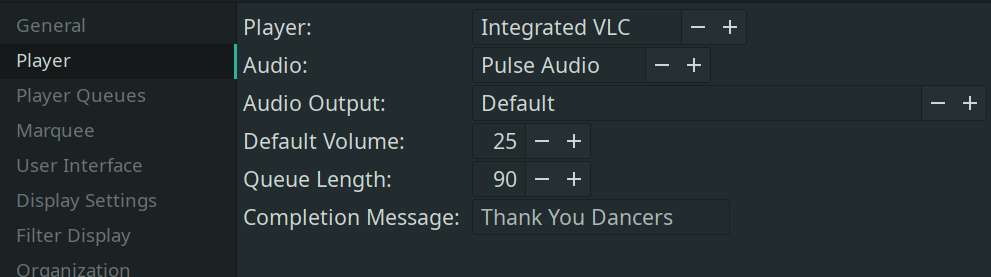 General
Player
Player Queues
Marquee
User Interface
Display Settings
Filter Display
Organization
Player: Integrated VLC − +
Audio: Pulse Audio − +
Audio Output: Default − +
Default Volume: 25 − +
Queue Length: 90 − +
Completion Message: Thank You Dancers